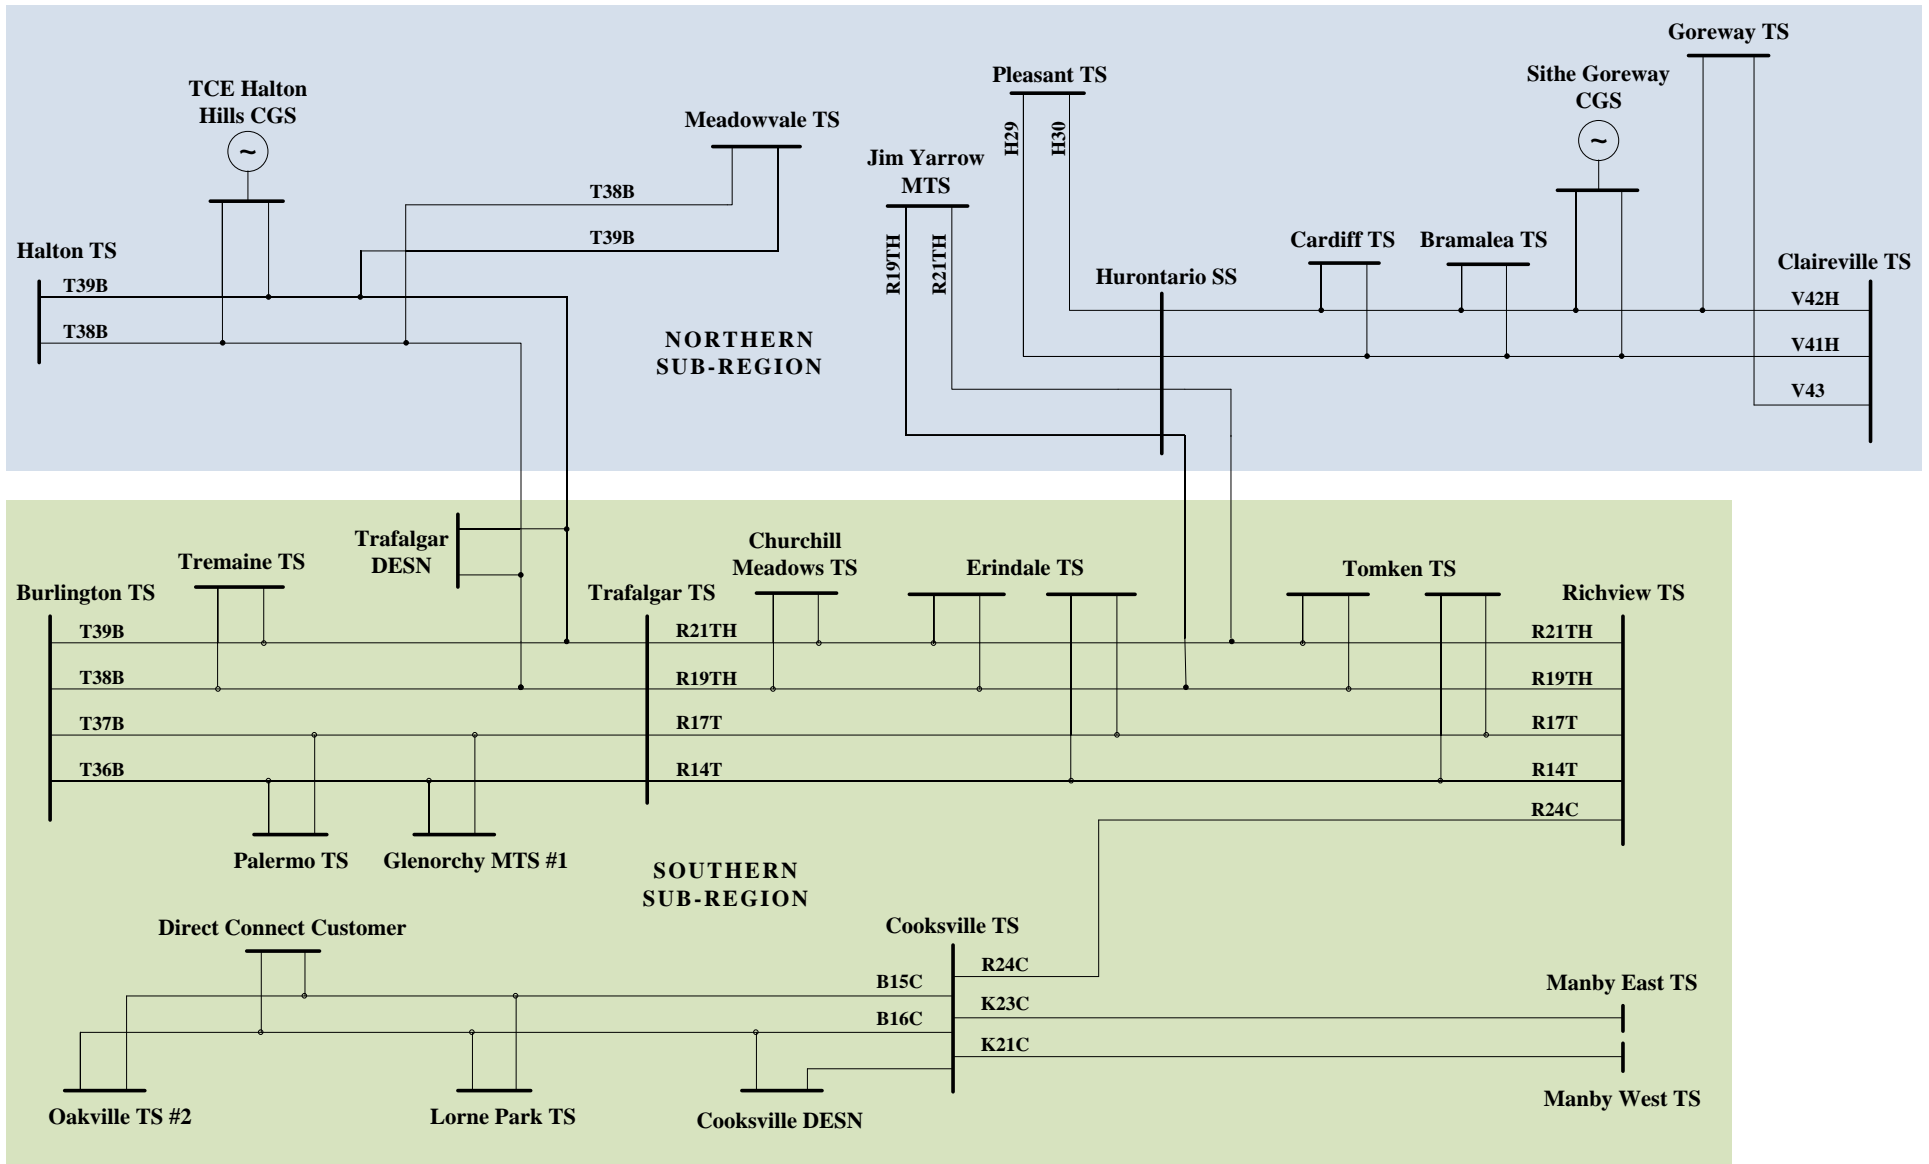 Goreway TS
Sithe Goreway
CGS
Pleasant TS
TCE Halton
Hills CGS
~
~
Meadowvale TS
H29
H30
Jim Yarrow
MTS
T38B
T39B
Halton TS
R19TH
R21TH
Cardiff TS
Bramalea TS
Hurontario SS
Claireville TS
T39B
V42H
T38B
NORTHERN
SUB-REGION
V41H
V43
Trafalgar
DESN
Churchill
Meadows TS
Tremaine TS
Erindale TS
Tomken TS
Burlington TS
Trafalgar TS
Richview TS
T39B
R21TH
R21TH
T38B
R19TH
R19TH
T37B
R17T
R17T
T36B
R14T
R14T
R24C
Palermo TS
Glenorchy MTS #1
SOUTHERN
SUB-REGION
Direct Connect Customer
Cooksville TS
R24C
B15C
K23C
Manby East TS
B16C
K21C
Manby West TS
Oakville TS #2
Lorne Park TS
Cooksville DESN